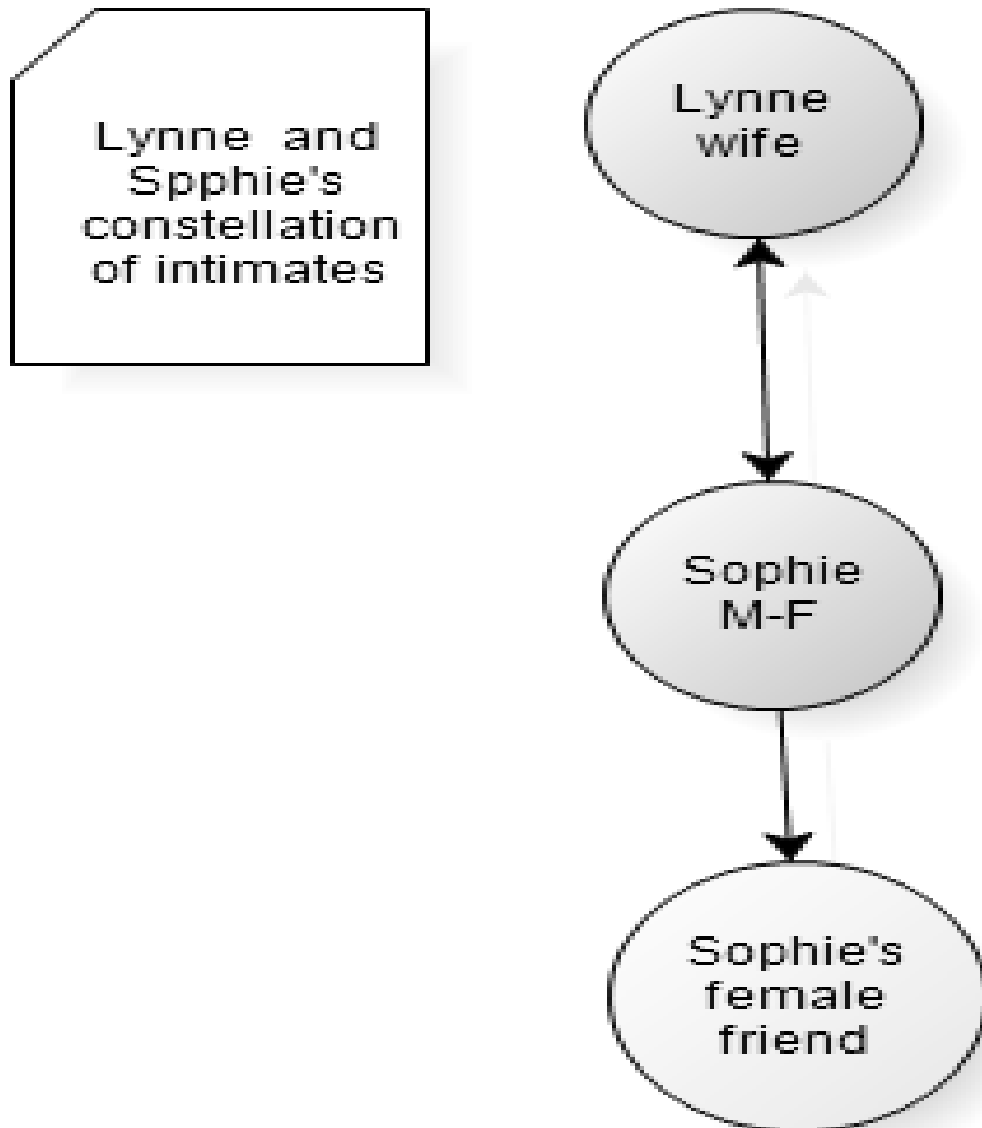 Lynne and
Spphie's
constellation
of intimates
Lynne
wife
Sophie
M-F
Sophie's
female
friend